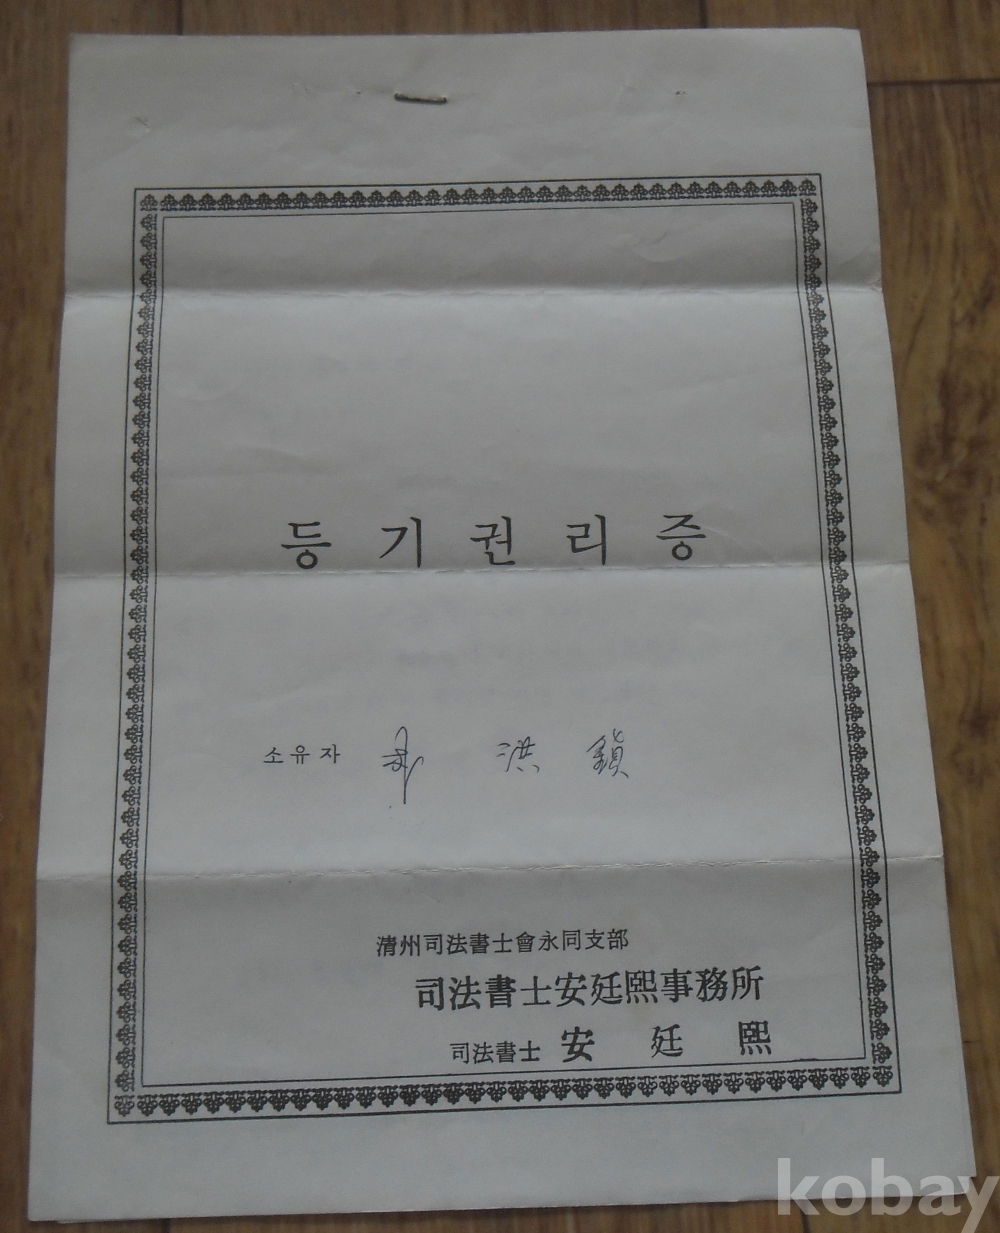 등기권리증
소유자 洪鎖
清州司法書士會永同支部
司法書士安廷熙事務所
司法書士 安 廷 熙
kobay